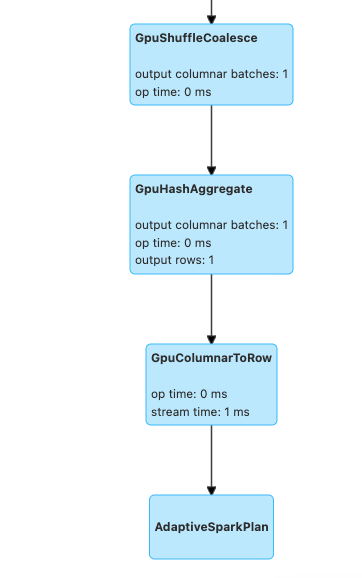 GpuShuffleCoalesce
output columnar batches: 1
op time: 0 ms
GpuHashAggregate
output columnar batches: 1
op time: 0 ms
output rows: 1
GpuColumnarToRow
op time: 0 ms
stream time: 1 ms
AdaptiveSparkPlan